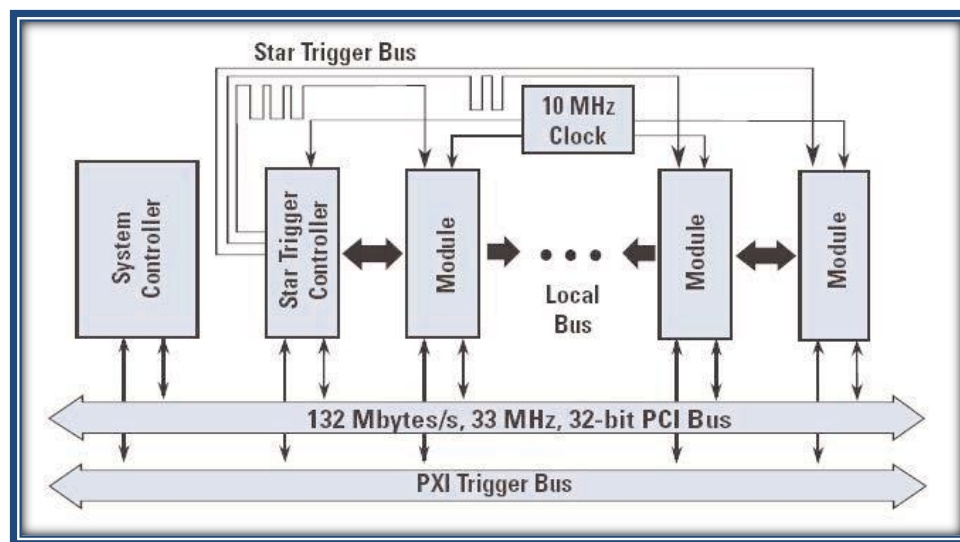 Star Trigger Bus
10 MHz
Clock
System
Controller
Star Trigger
Controller
Module
Module
Module
Local
Bus
132 Mbytes/s, 33 MHz, 32-bit PCI Bus
PXI Trigger Bus